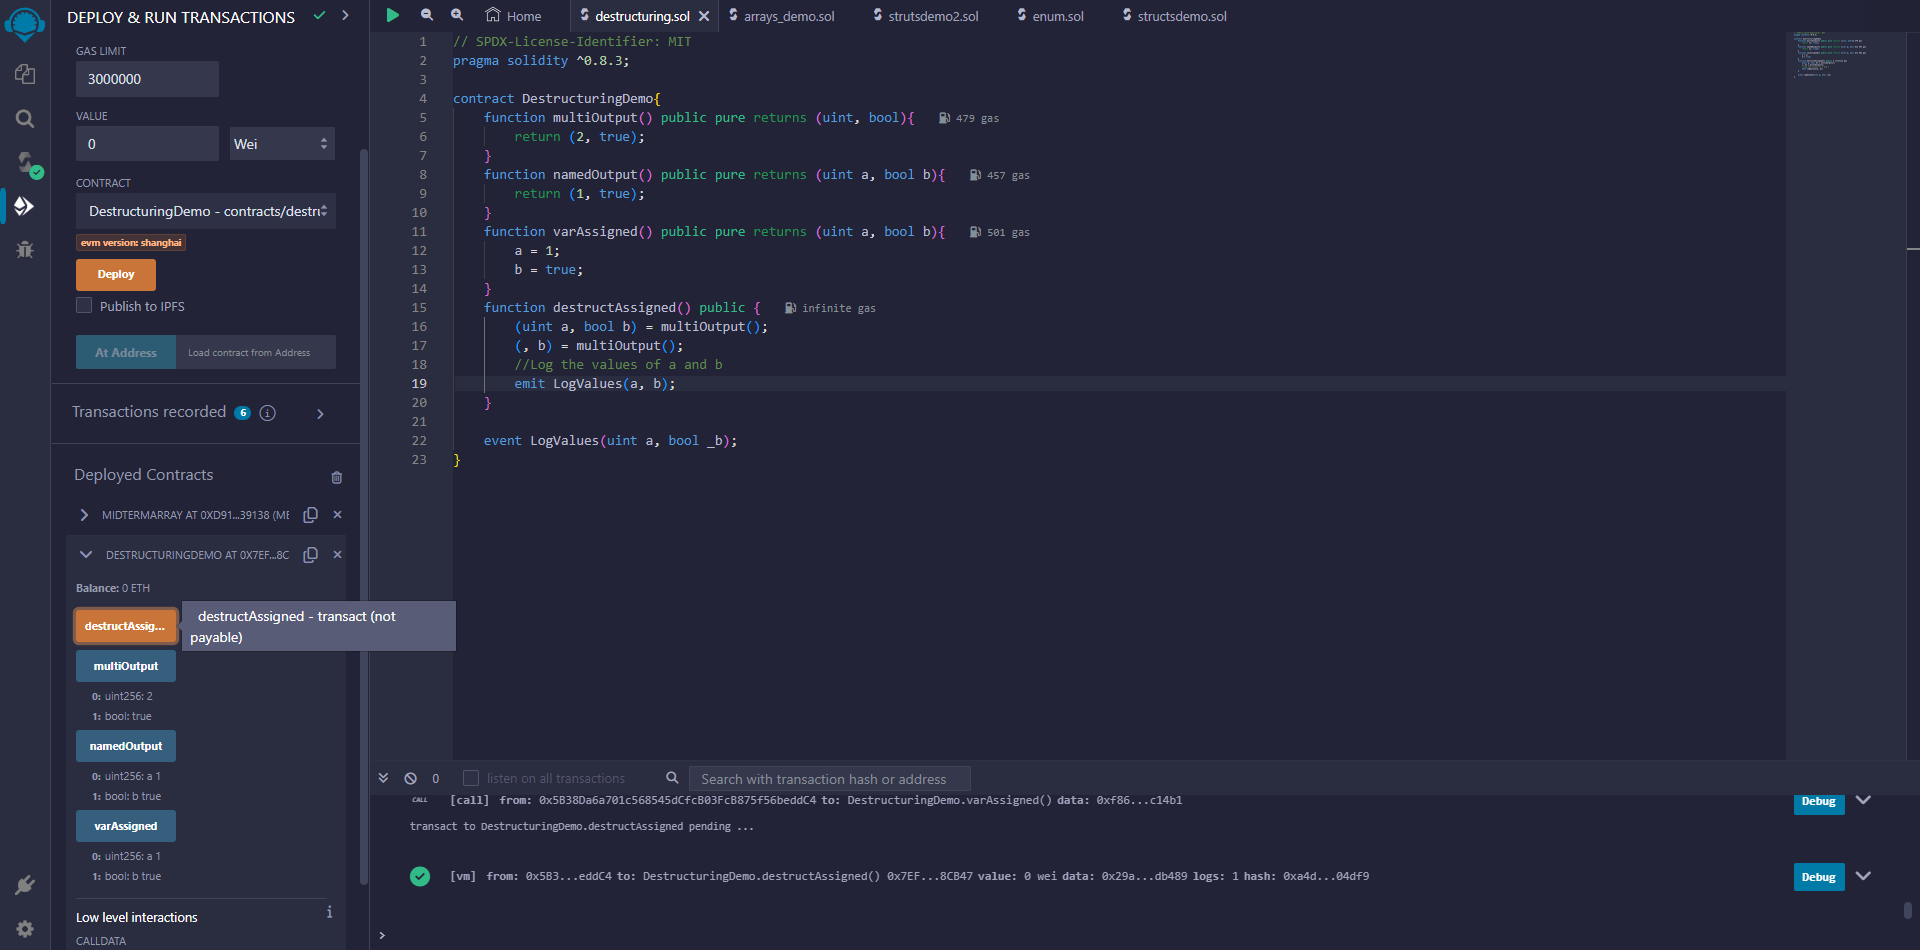 DEPLOY & RUN TRANSACTIONS
GAS LIMIT
3000000
VALUE
0
Wei
CONTRACT
DestructuringDemo - contracts/destru
evm version: shanghai
Deploy
Publish to IPFS
At Address
Load contract from Address
Transactions recorded 6 i
Deployed Contracts
MIDTERMARRAY AT 0XD91...39138 (ME
DESTRUCTURINGDEMO AT 0X7EF...8C
Balance: 0 ETH
destructAssig...
destructAssigned - transact (not
payable)
multiOutput
0: uint256: 2
1: bool: true
namedOutput
0: uint256: a 1
1: bool: b true
varAssigned
0: uint256: a 1
1: bool: b true
Low level interactions i
CALLDATA
Home
destructuring.sol
arrays_demo.sol
strutsdemo2.sol
enum.sol
structsdemo.sol
1 // SPDX-License-Identifier: MIT
2 pragma solidity ^0.8.3;
3
4 contract DestructuringDemo{
5 function multiOutput() public pure returns (uint, bool){ 479 gas
6 return (2, true);
7 }
8 function namedOutput() public pure returns (uint a, bool b){ 457 gas
9 return (1, true);
10 }
11 function varAssigned() public pure returns (uint a, bool b){ 501 gas
12 a = 1;
13 b = true;
14 }
15 function destructAssigned() public { infinite gas
16 (uint a, bool b) = multiOutput();
17 (, b) = multiOutput();
18 //Log the values of a and b
19 emit LogValues(a, b);
20 }
21
22 event LogValues(uint a, bool _b);
23 }
0
listen on all transactions
Search with transaction hash or address
CALL [call] from: 0x5B38Da6a701c568545dCfcB03FcB875f56beddC4 to: DestructuringDemo.varAssigned() data: 0xf86...c14b1 Debug
transact to DestructuringDemo.destructAssigned pending ...
[vm] from: 0x5B3...eddC4 to: DestructuringDemo.destructAssigned() 0x7EF...8CB47 value: 0 wei data: 0x29a...db489 logs: 1 hash: 0xa4d...04df9 Debug
>